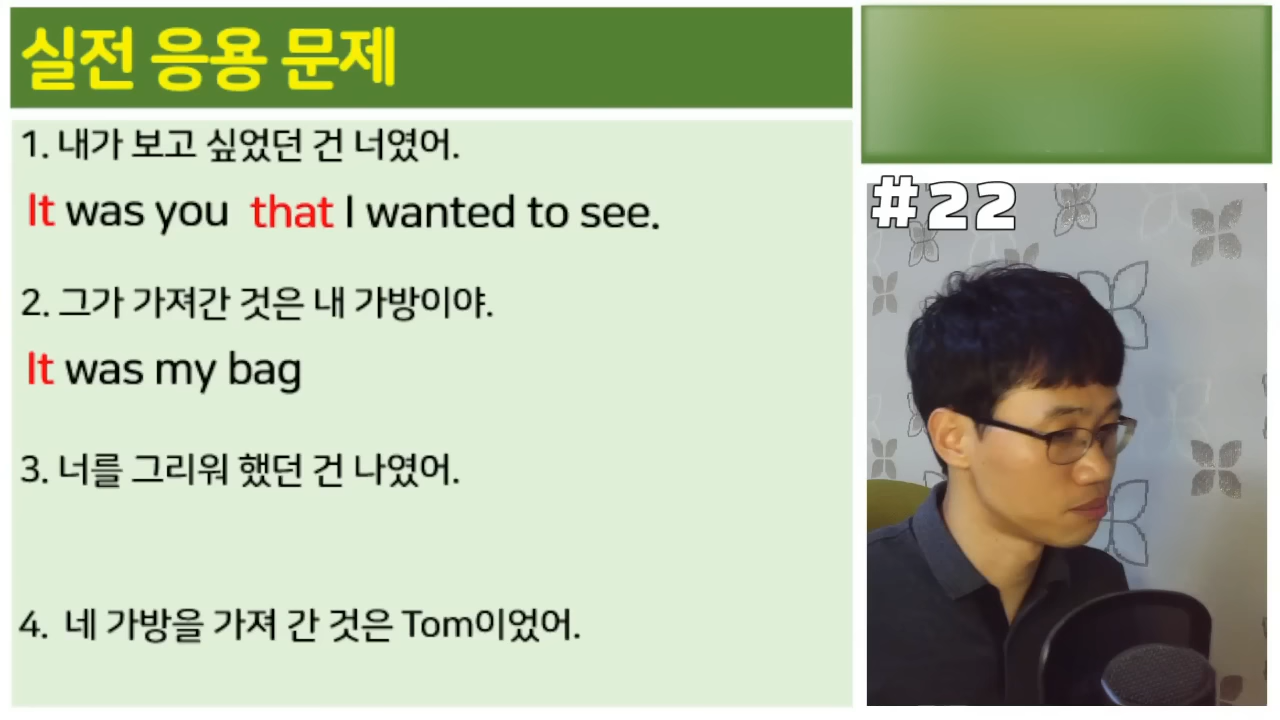 실전 응용 문제
#22
1. 내가 보고 싶었던 건 너였어.
It was you that I wanted to see.
2. 그가 가져간 것은 내 가방이야.
It was my bag
3. 너를 그리워 했던 건 나였어.
4. 네 가방을 가져 간 것은 Tom이었어.